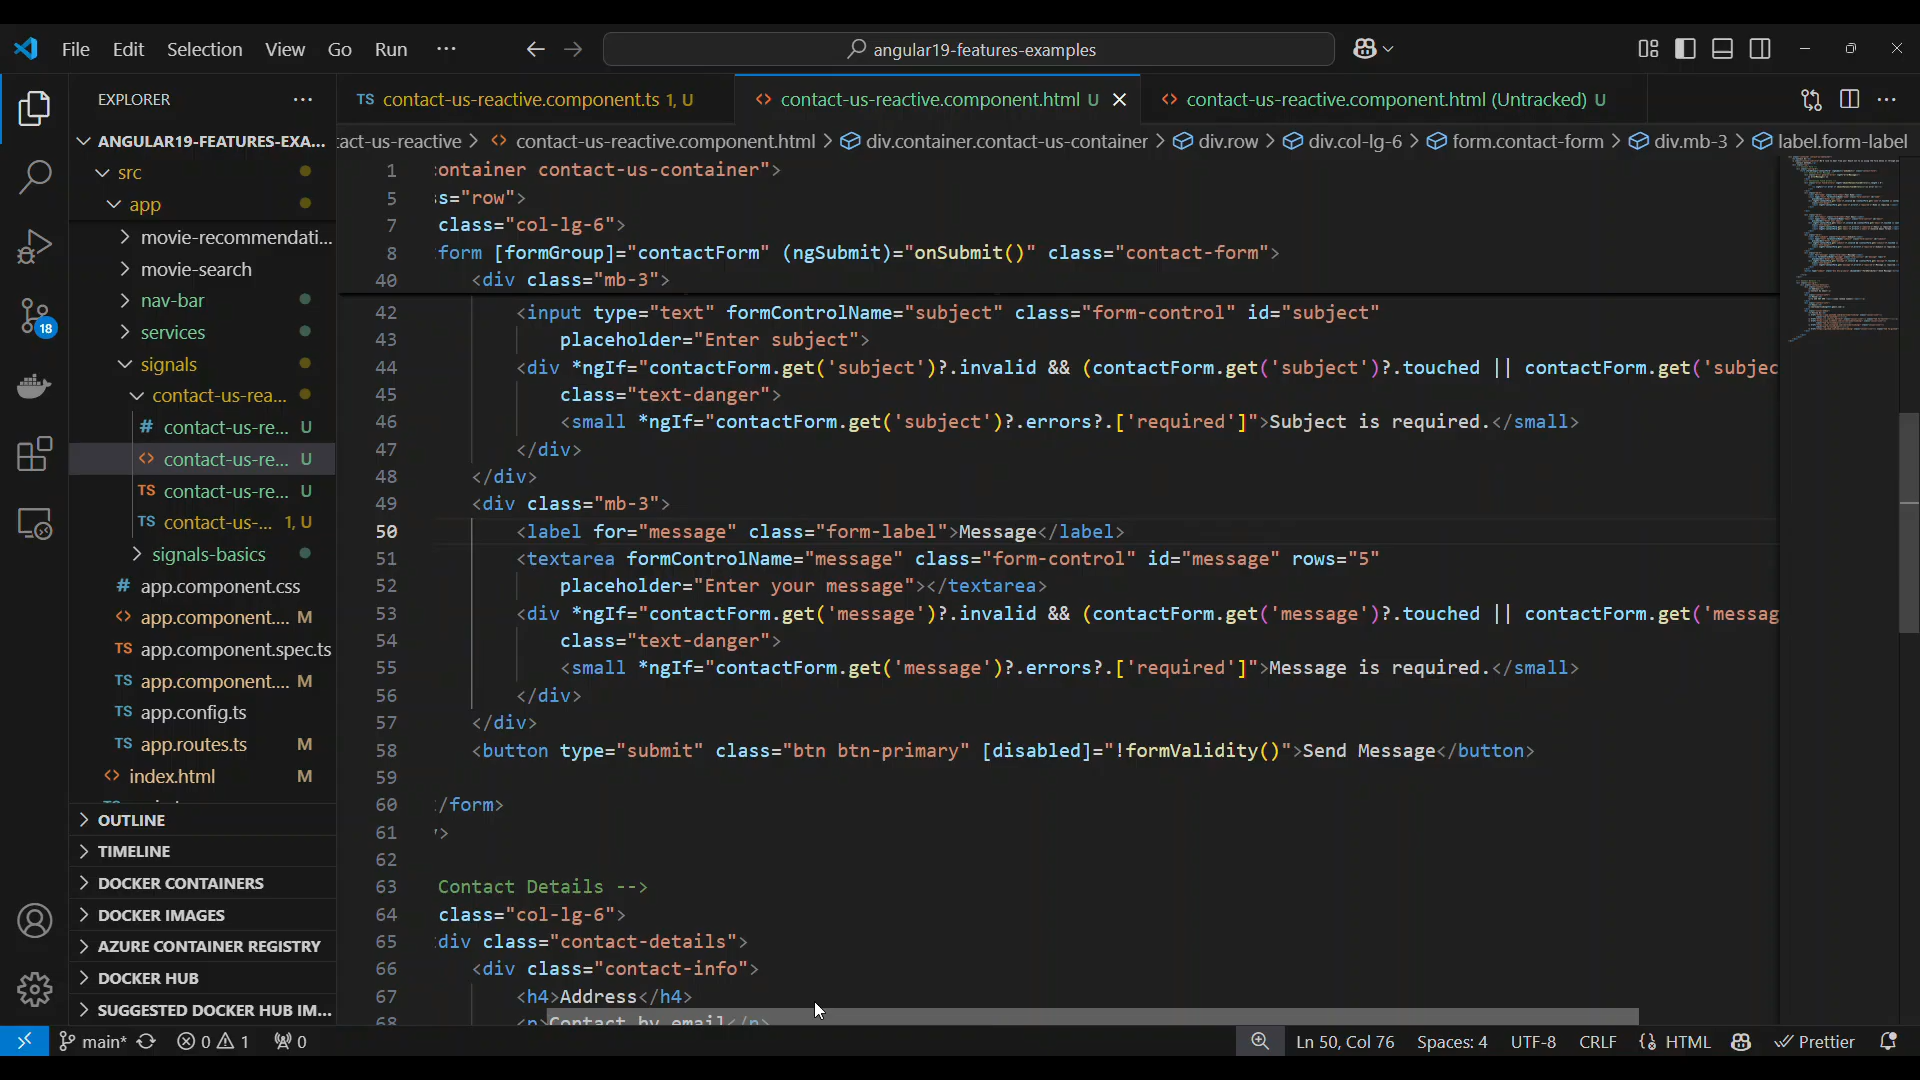 File Edit Selection View Go Run ··· angular19-features-examples
EXPLORER ···
ANGULAR19-FEATURES-EXA...
src
app
movie-recommendati...
movie-search
nav-bar
services
signals
contact-us-rea...
# contact-us-re... U
<> contact-us-re... U
TS contact-us-re... U
TS contact-us-... 1, U
signals-basics
# app.component.css
<> app.component.... M
TS app.component.spec.ts
TS app.component.... M
TS app.config.ts
TS app.routes.ts M
<> index.html M
OUTLINE
TIMELINE
DOCKER CONTAINERS
DOCKER IMAGES
AZURE CONTAINER REGISTRY
DOCKER HUB
SUGGESTED DOCKER HUB IM...
18
TS contact-us-reactive.component.ts 1, U <> contact-us-reactive.component.html U <> contact-us-reactive.component.html (Untracked) U
tact-us-reactive > <> contact-us-reactive.component.html > div.container.contact-us-container > div.row > div.col-lg-6 > form.contact-form > div.mb-3 > label.form-label
1 container contact-us-container">
5 s="row">
7 class="col-lg-6">
8 form [formGroup]="contactForm" (ngSubmit)="onSubmit()" class="contact-form">
40 <div class="mb-3">
42 <input type="text" formControlName="subject" class="form-control" id="subject"
43 placeholder="Enter subject">
44 <div *ngIf="contactForm.get('subject')?.invalid && (contactForm.get('subject')?.touched || contactForm.get('subjec
45 class="text-danger">
46 <small *ngIf="contactForm.get('subject')?.errors?.['required']">Subject is required.</small>
47 </div>
48 </div>
49 <div class="mb-3">
50 <label for="message" class="form-label">Message</label>
51 <textarea formControlName="message" class="form-control" id="message" rows="5"
52 placeholder="Enter your message"></textarea>
53 <div *ngIf="contactForm.get('message')?.invalid && (contactForm.get('message')?.touched || contactForm.get('messag
54 class="text-danger">
55 <small *ngIf="contactForm.get('message')?.errors?.['required']">Message is required.</small>
56 </div>
57 </div>
58 <button type="submit" class="btn btn-primary" [disabled]="!formValidity()">Send Message</button>
59
60 /form>
61 >
62
63 Contact Details -->
64 class="col-lg-6">
65 div class="contact-details">
66 <div class="contact-info">
67 <h4>Address</h4>
68 <p>Contact by email</p>
main* 0 1 0 Ln 50, Col 76 Spaces: 4 UTF-8 CRLF HTML Prettier